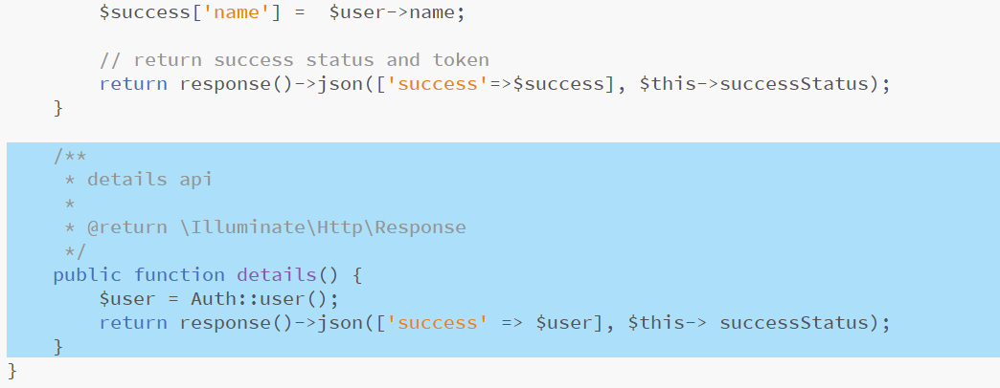 $success['name'] =  $user->name;
// return success status and token
return response()->json(['success'=>$success], $this->successStatus);
}
/**
* details api
*
* @return \Illuminate\Http\Response
*/
public function details() {
$user = Auth::user();
return response()->json(['success' => $user], $this-> successStatus);
}
}